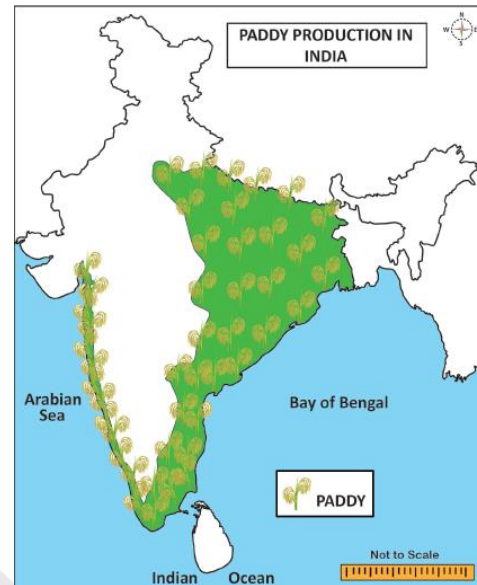 PADDY PRODUCTION IN
INDIA
N
W E
S
Arabian
Sea
Bay of Bengal
PADDY
Not to Scale
Indian Ocean